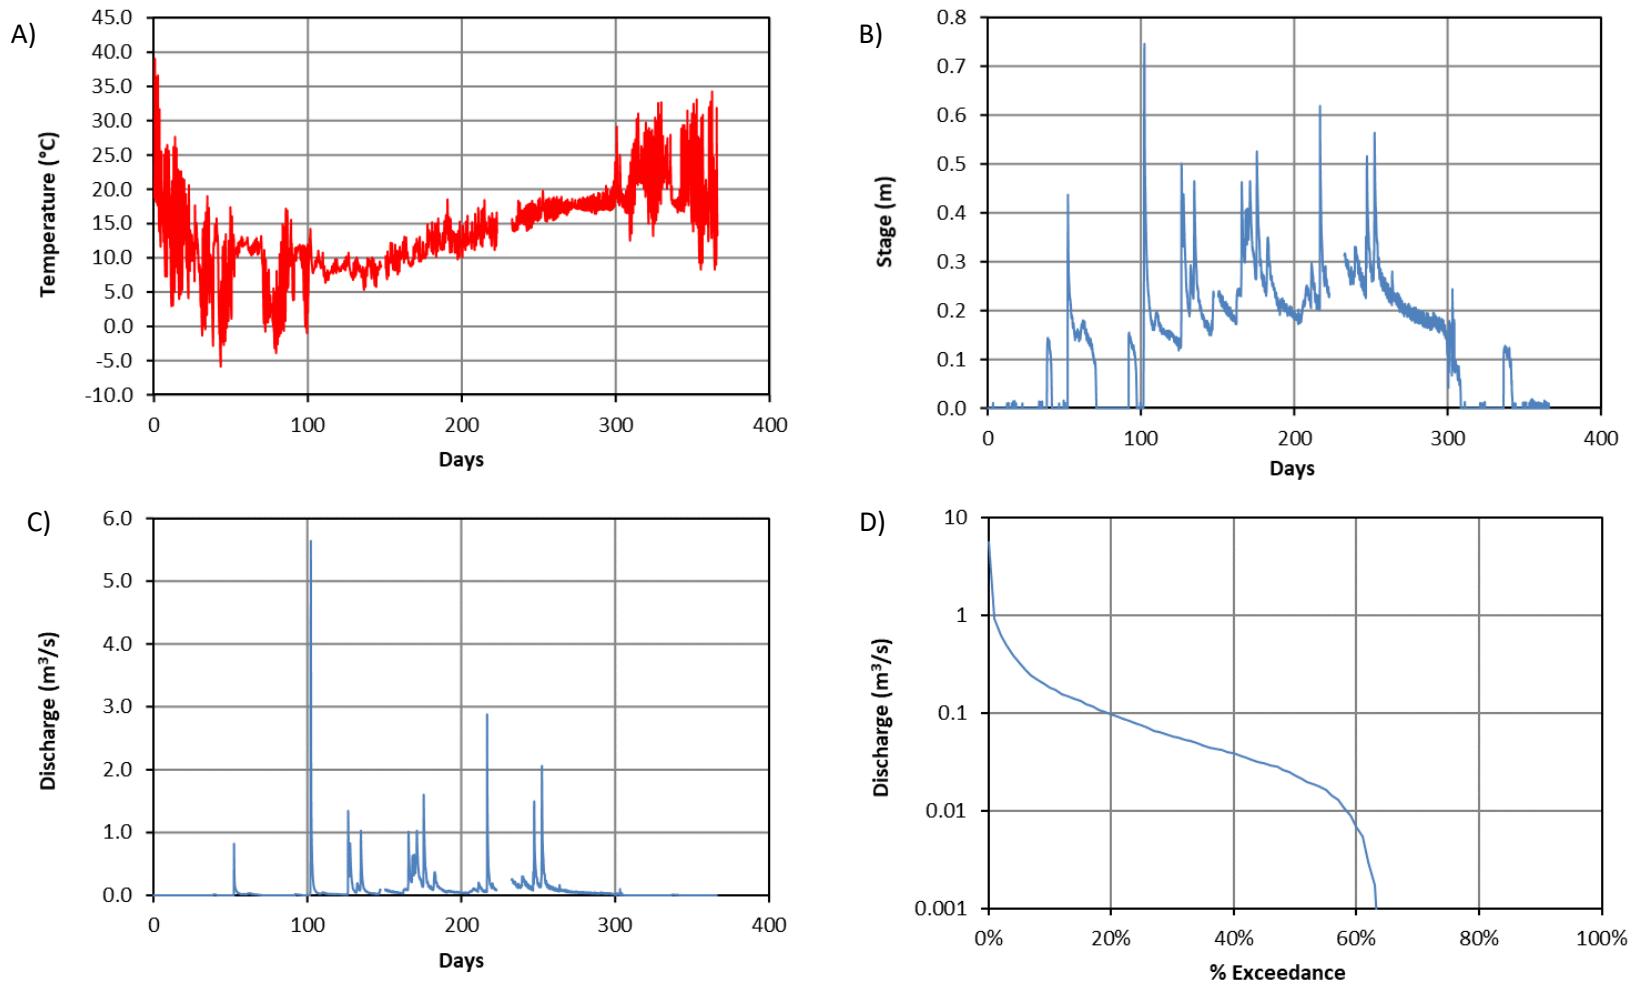 A)
Temperature (°C)
45.0
40.0
35.0
30.0
25.0
20.0
15.0
10.0
5.0
0.0
-5.0
-10.0
0 100 200 300 400
Days
B)
Stage (m)
0.8
0.7
0.6
0.5
0.4
0.3
0.2
0.1
0.0
0 100 200 300 400
Days
C)
Discharge (m³/s)
6.0
5.0
4.0
3.0
2.0
1.0
0.0
0 100 200 300 400
Days
D)
Discharge (m³/s)
10
1
0.1
0.01
0.001
0% 20% 40% 60% 80% 100%
% Exceedance